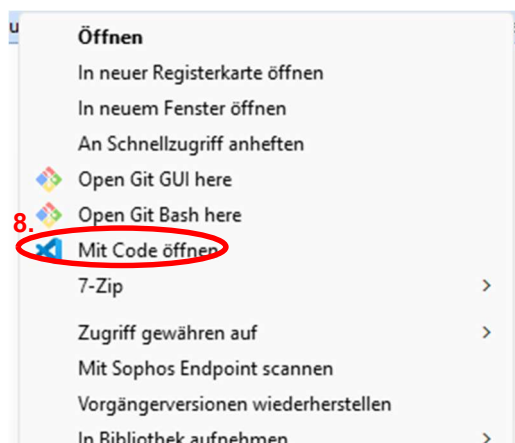 Öffnen
In neuer Registerkarte öffnen
In neuem Fenster öffnen
An Schnellzugriff anheften
Open Git GUI here
8. Open Git Bash here
Mit Code öffnen
7-Zip
Zugriff gewähren auf
Mit Sophos Endpoint scannen
Vorgängerversionen wiederherstellen
In Bibliothek aufnehmen